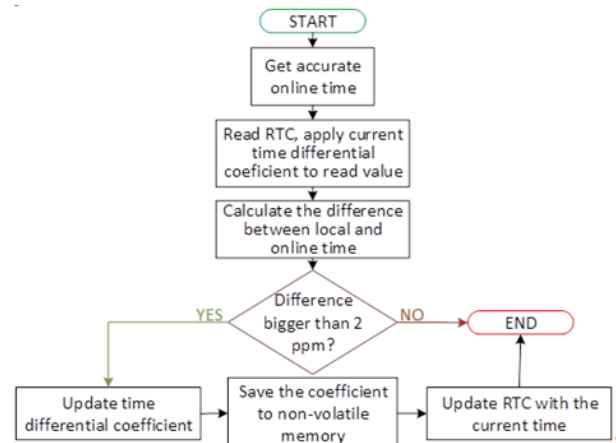 START
Get accurate
online time
Read RTC, apply current
time differential
coeficient to read value
Calculate the difference
between local and
online time
Difference
bigger than 2
ppm?
YES
NO
END
Update time
differential coefficient
Save the coefficient
to non-volatile
memory
Update RTC with the
current time